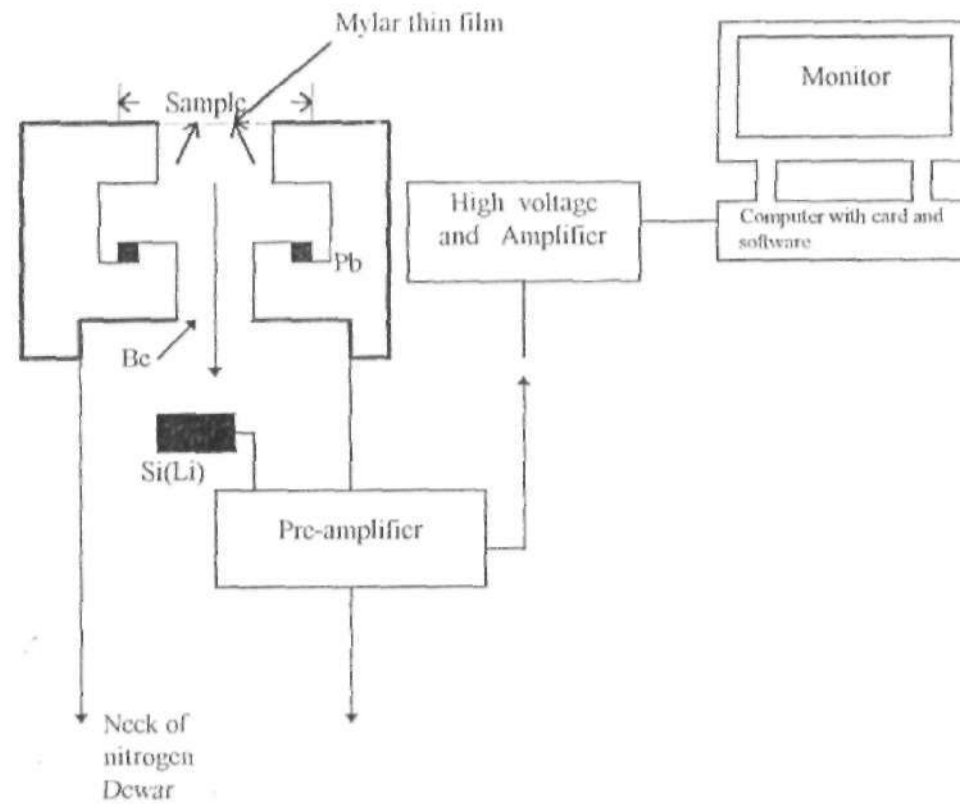 Mylar thin film
Sample
Monitor
High voltage
and Amplifier
Computer with card and
software
Pb
Be
Si(Li)
Pre-amplifier
Neck of
nitrogen
Dewar